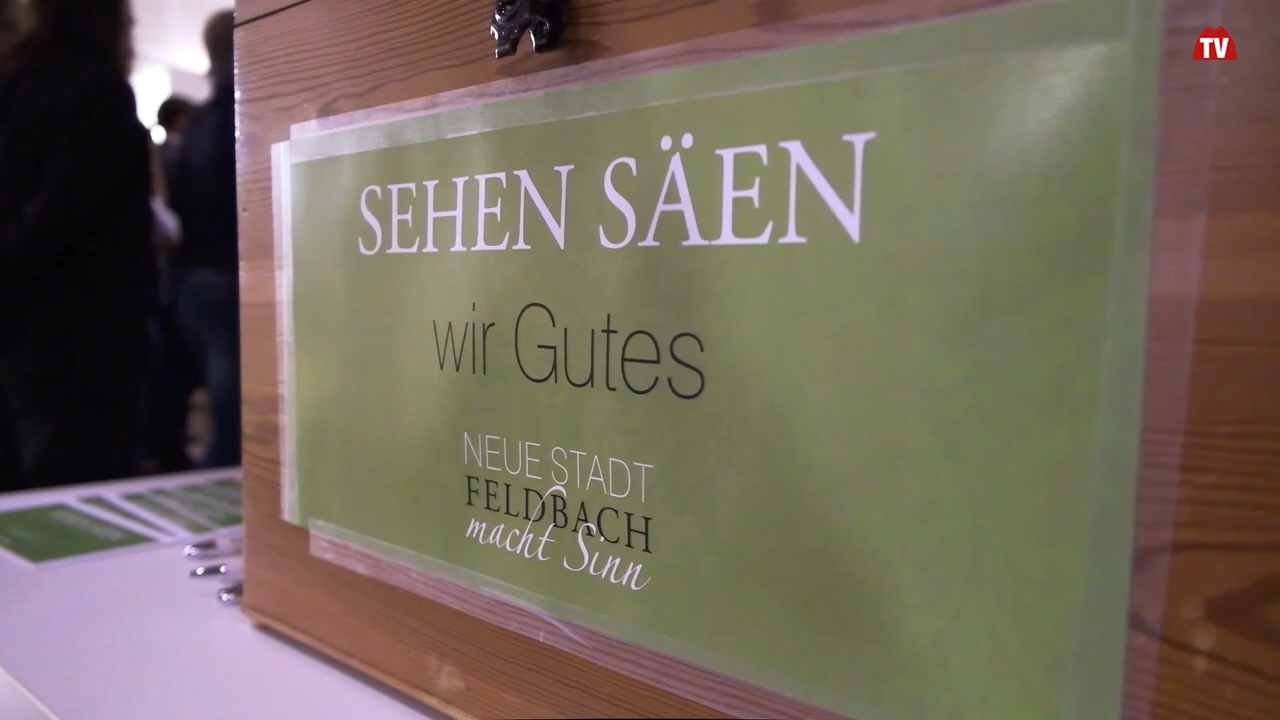 TV
SEHEN SÄEN
wir Gutes
NEUE STADT
FELDBACH
macht Sinn